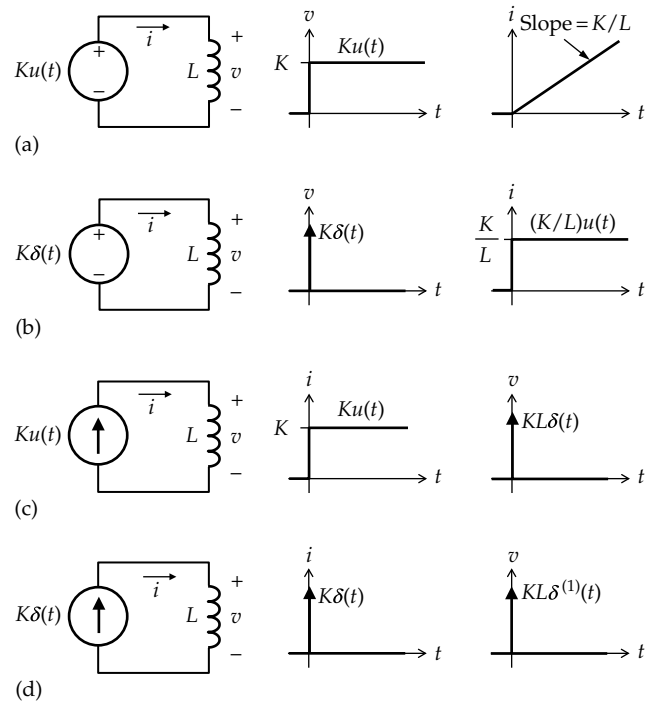 Ku(t) + − i L + v − v K Ku(t) t i Slope = K/L t
(a)
Kδ(t) + − i L + v − v Kδ(t) t i K/L (K/L)u(t) t
(b)
Ku(t) i L + v − i K Ku(t) t v KLδ(t) t
(c)
Kδ(t) i L + v − i Kδ(t) t v KLδ⁽¹⁾(t) t
(d)